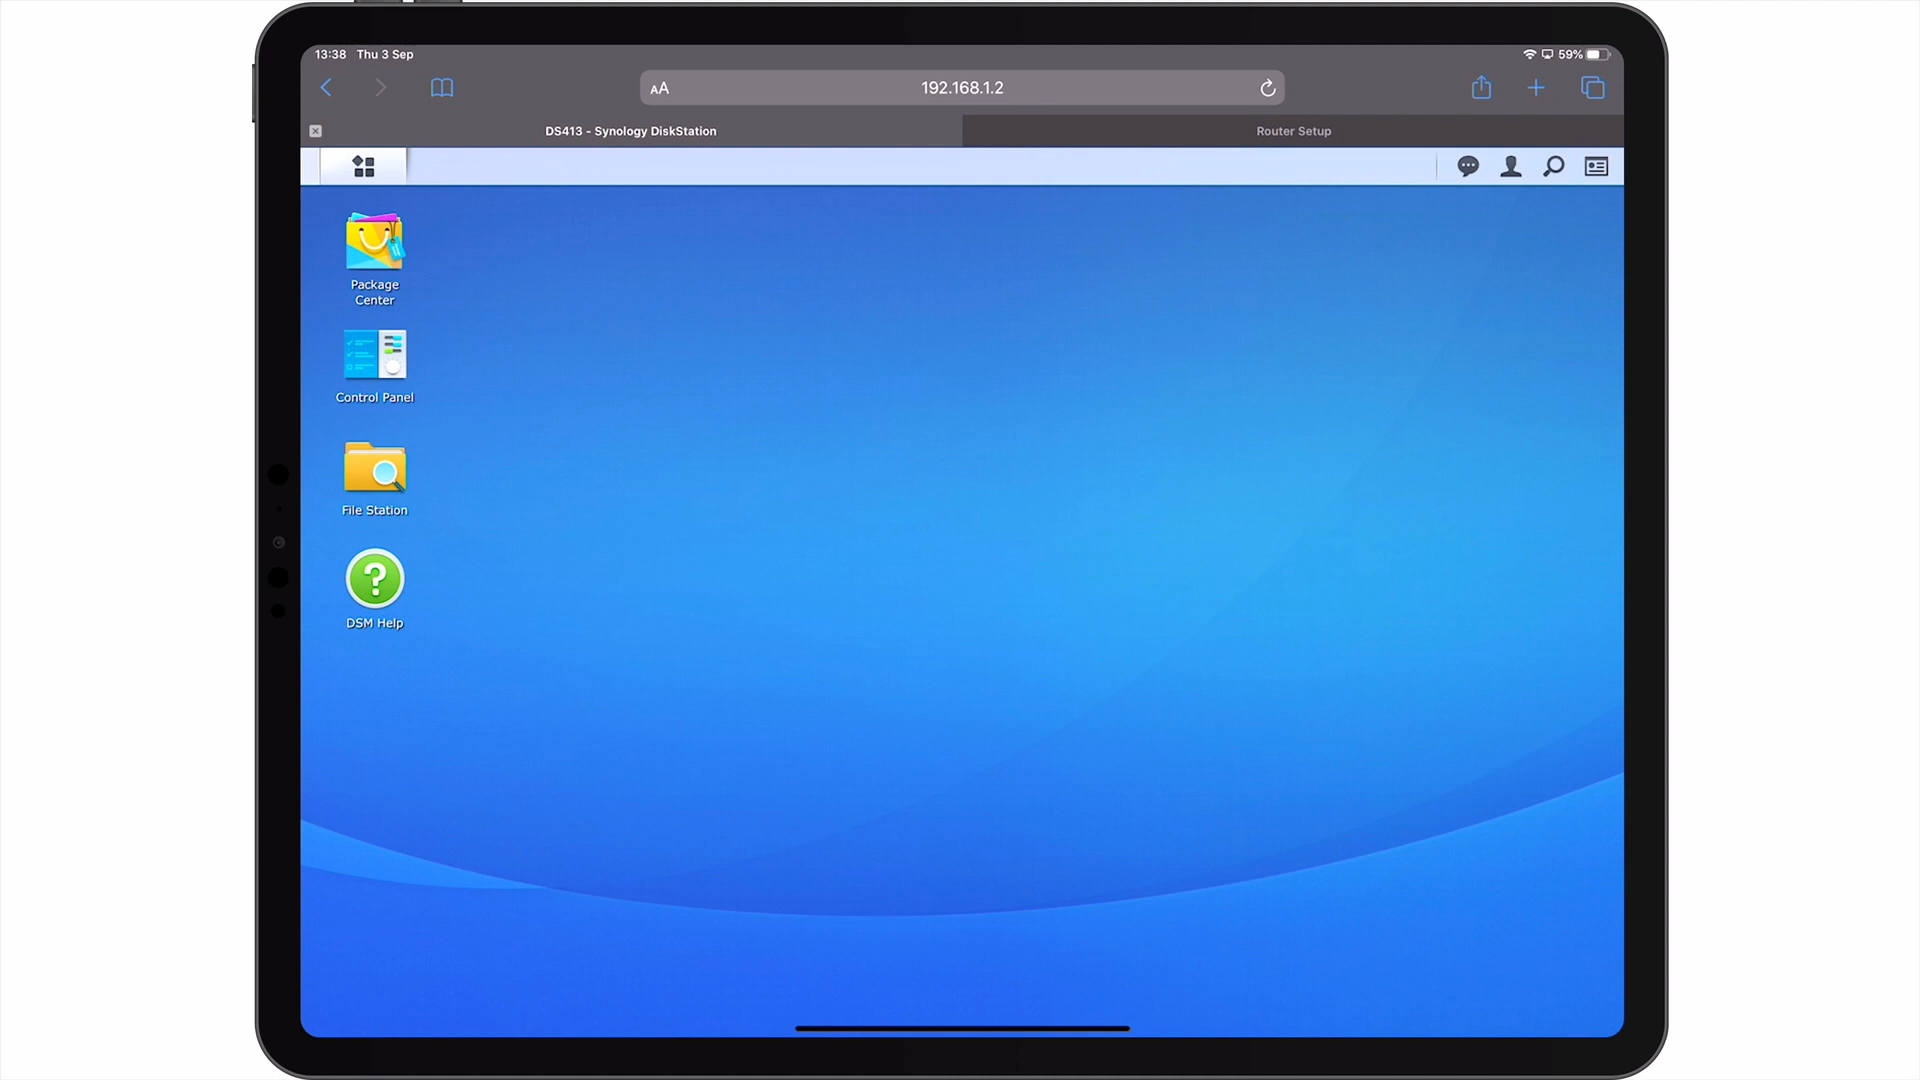 13:38 Thu 3 Sep
59%
AA 192.168.1.2
DS413 - Synology DiskStation
Router Setup
Package
Center
Control Panel
File Station
?
DSM Help